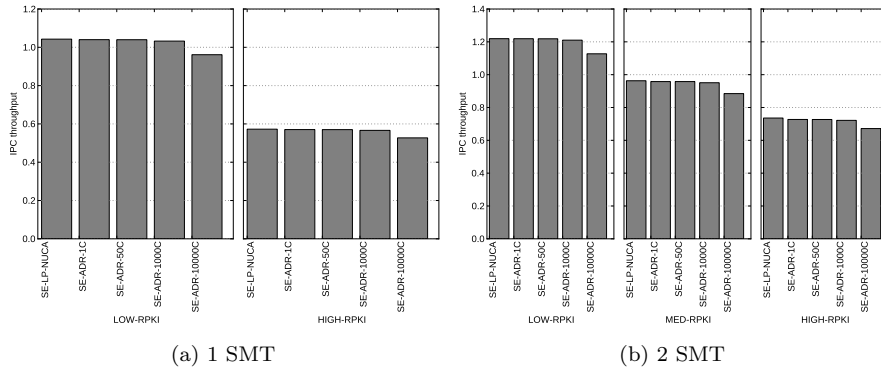 1.2
1.0
0.8
0.6
0.4
0.2
0.0
IPC throughput
SE-LP-NUCA
SE-ADR-1C
SE-ADR-50C
SE-ADR-1000C
SE-ADR-10000C
LOW-RPKI
SE-LP-NUCA
SE-ADR-1C
SE-ADR-50C
SE-ADR-1000C
SE-ADR-10000C
HIGH-RPKI
(a) 1 SMT
1.4
1.2
1.0
0.8
0.6
0.4
0.2
0.0
IPC throughput
SE-LP-NUCA
SE-ADR-1C
SE-ADR-50C
SE-ADR-1000C
SE-ADR-10000C
LOW-RPKI
SE-LP-NUCA
SE-ADR-1C
SE-ADR-50C
SE-ADR-1000C
SE-ADR-10000C
MED-RPKI
SE-LP-NUCA
SE-ADR-1C
SE-ADR-50C
SE-ADR-1000C
SE-ADR-10000C
HIGH-RPKI
(b) 2 SMT